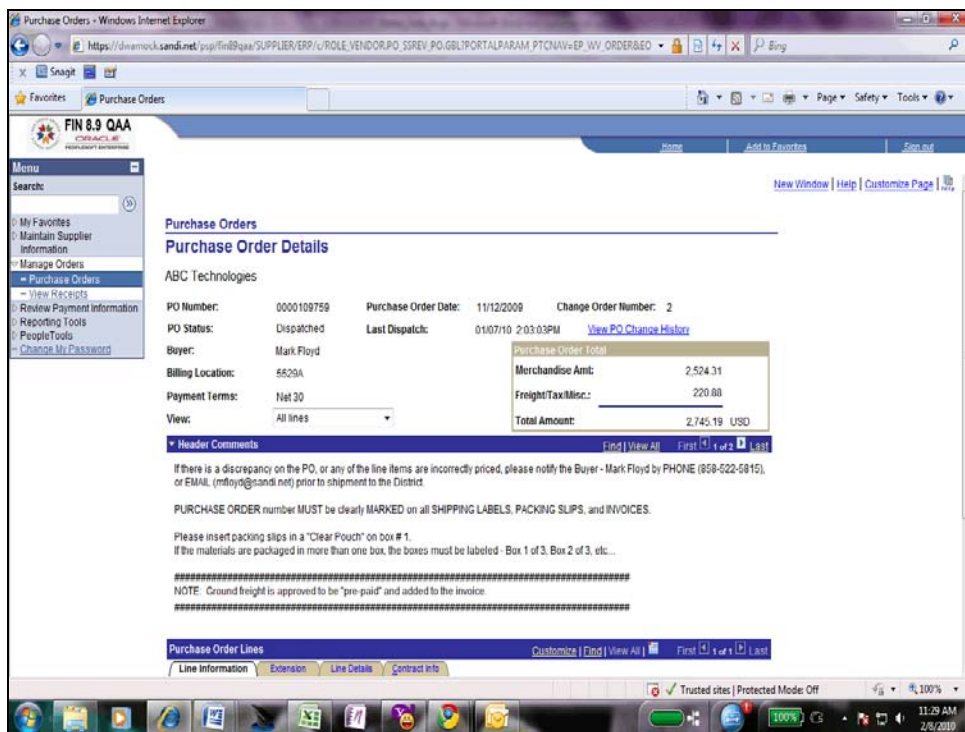 Purchase Orders - Windows Internet Explorer
https://dwarnock.sandi.net/psp/fin89qaa/SUPPLIER/ERP/c/ROLE_VENDOR.PO_SSREV_PO.GBL?PORTALPARAM_PTCNAV=EP_WV_ORDER&EO
Bing
x Snagit
Favorites Purchase Orders Page Safety Tools
FIN 8.9 QAA
ORACLE
Home Add to Favorites Sign out
Menu
Search:
New Window | Help | Customize Page |
My Favorites
Maintain Supplier
Information
Manage Orders
– Purchase Orders
– View Receipts
Review Payment Information
Reporting Tools
PeopleTools
– Change My Password
Purchase Orders
Purchase Order Details
ABC Technologies
PO Number: 0000109759 Purchase Order Date: 11/12/2009 Change Order Number: 2
PO Status: Dispatched Last Dispatch: 01/07/10 2:03:03PM View PO Change History
Buyer: Mark Floyd Purchase Order Total
Billing Location: 5529A Merchandise Amt: 2,524.31
Payment Terms: Net 30 Freight/Tax/Misc.: 220.88
View: All lines Total Amount: 2,745.19 USD
Header Comments Find | View All First 1 of 2 Last
If there is a discrepancy on the PO, or any of the line items are incorrectly priced, please notify the Buyer - Mark Floyd by PHONE (858-522-5815),
or EMAIL (mfloyd@sandi.net) prior to shipment to the District.
PURCHASE ORDER number MUST be clearly MARKED on all SHIPPING LABELS, PACKING SLIPS, and INVOICES.
Please insert packing slips in a "Clear Pouch" on box # 1.
If the materials are packaged in more than one box, the boxes must be labeled - Box 1 of 3, Box 2 of 3, etc...
NOTE: Ground freight is approved to be "pre-paid" and added to the invoice.
Purchase Order Lines Customize | Find | View All | First 1 of 1 Last
Line Information Extension Line Details Contract Info
Trusted sites | Protected Mode: Off 100%
100% 11:29 AM
2/8/2010